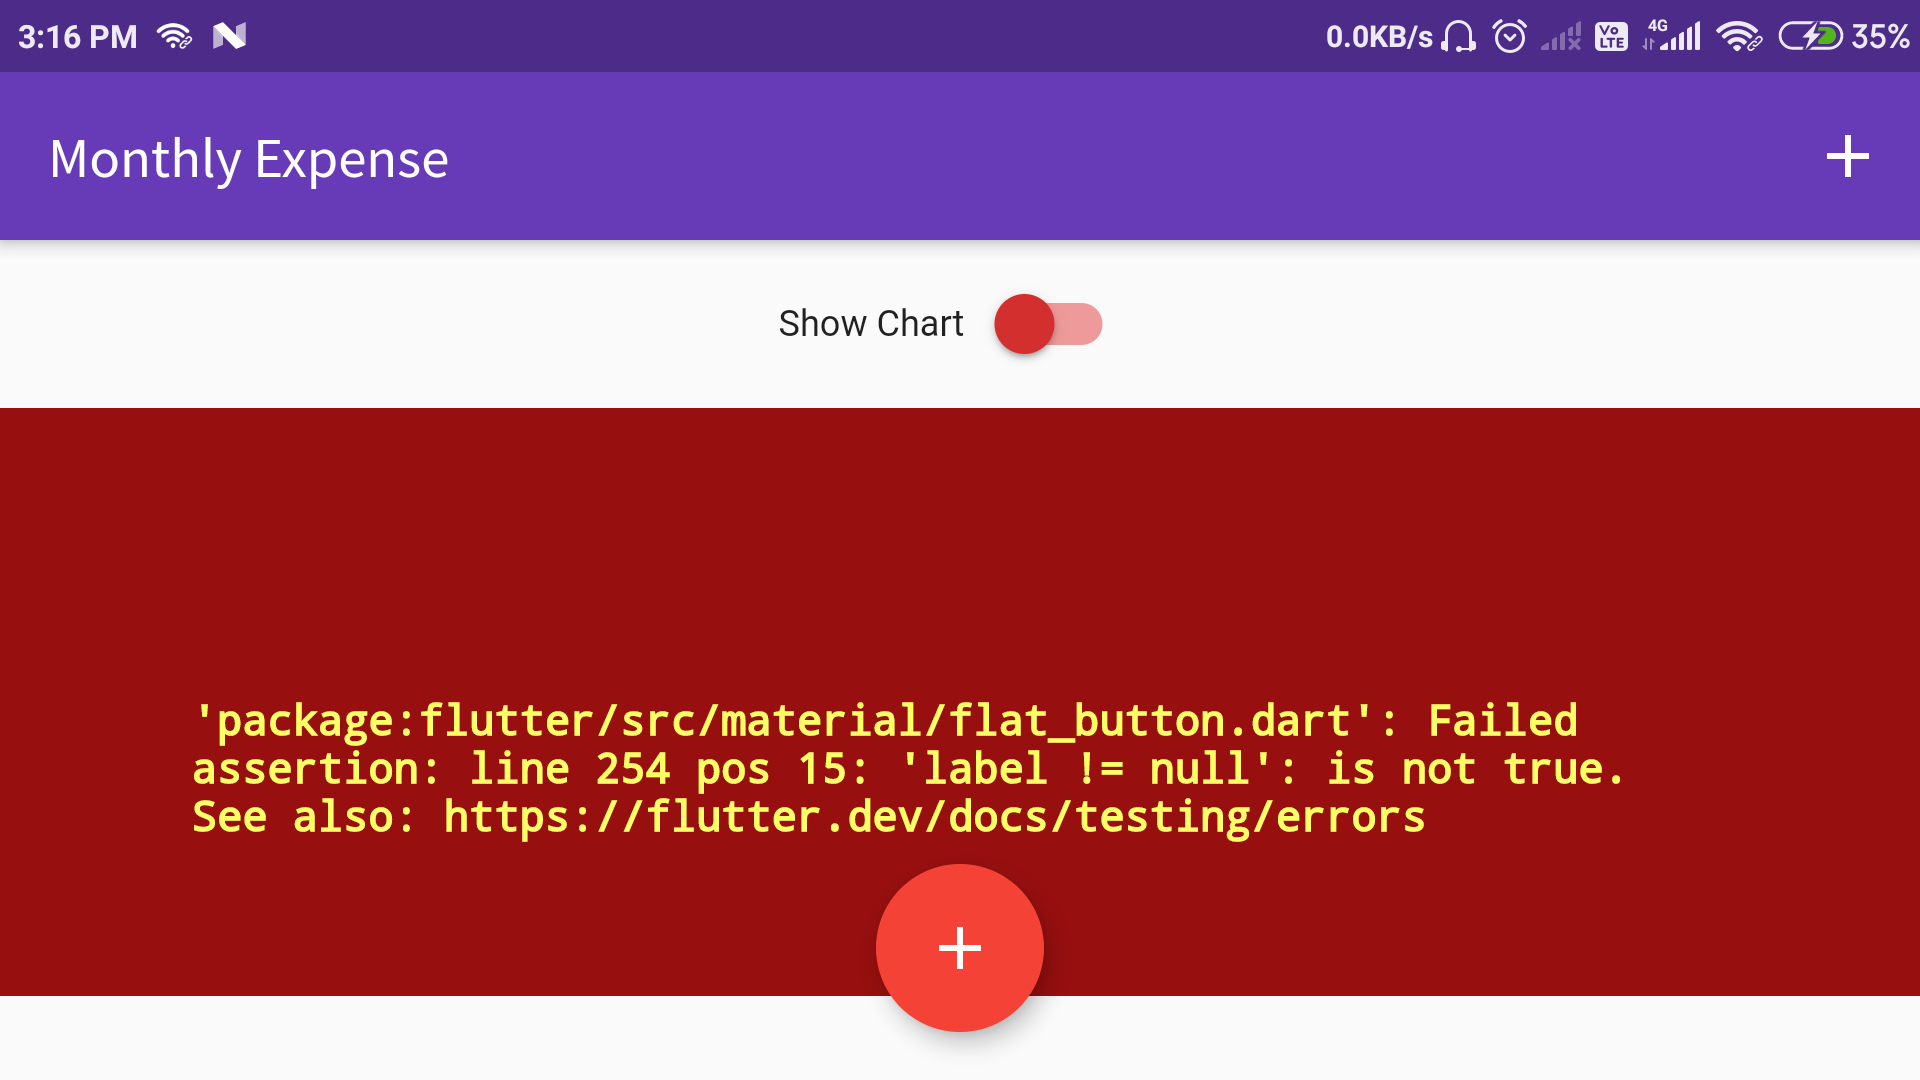 3:16 PM
0.0KB/s
Vo
LTE
4G
35%
Monthly Expense
Show Chart
'package:flutter/src/material/flat_button.dart': Failed
assertion: line 254 pos 15: 'label != null': is not true.
See also: https://flutter.dev/docs/testing/errors